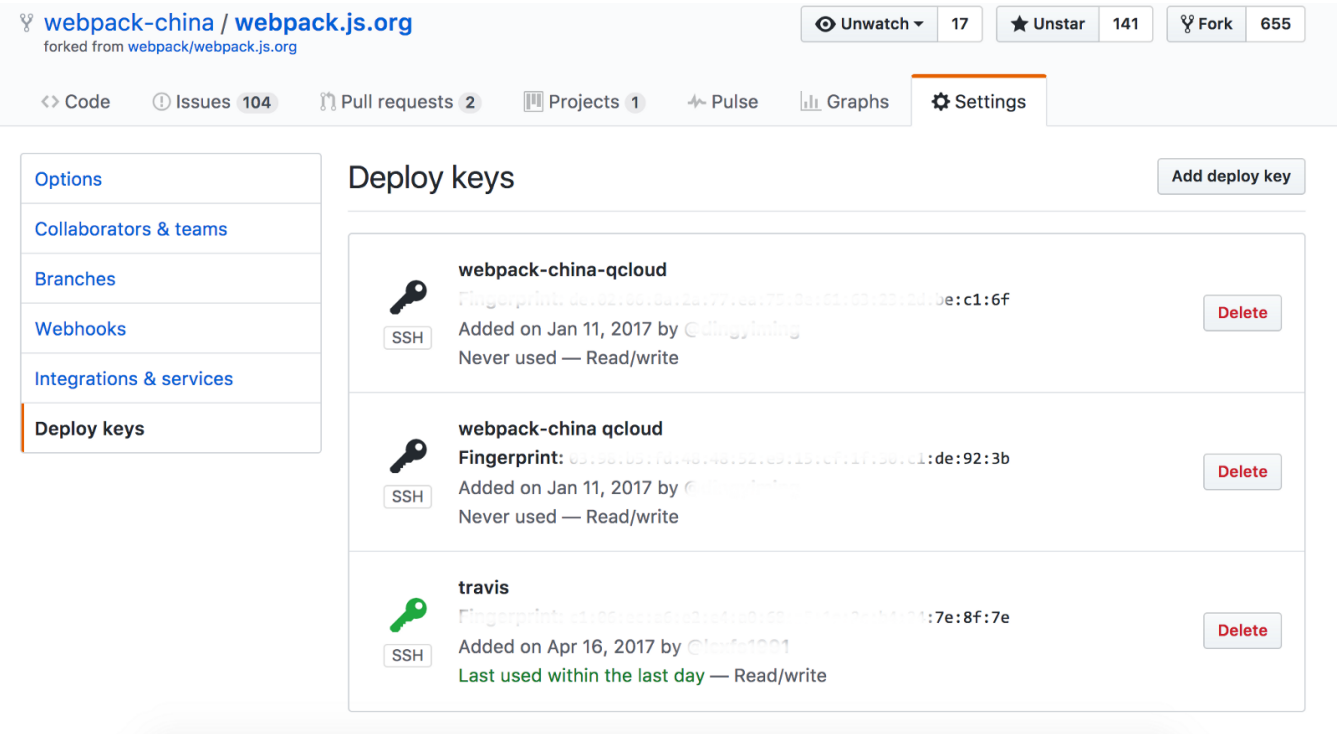 webpack-china / webpack.js.org
forked from webpack/webpack.js.org
Unwatch 17 Unstar 141 Fork 655
Code Issues 104 Pull requests 2 Projects 1 Pulse Graphs Settings
Options
Collaborators & teams
Branches
Webhooks
Integrations & services
Deploy keys
Deploy keys
Add deploy key
webpack-china-qcloud
Fingerprint: be:c1:6f
SSH
Added on Jan 11, 2017 by
Never used — Read/write
Delete
webpack-china qcloud
Fingerprint: :de:92:3b
SSH
Added on Jan 11, 2017 by
Never used — Read/write
Delete
travis
Fingerprint: :7e:8f:7e
SSH
Added on Apr 16, 2017 by
Last used within the last day — Read/write
Delete